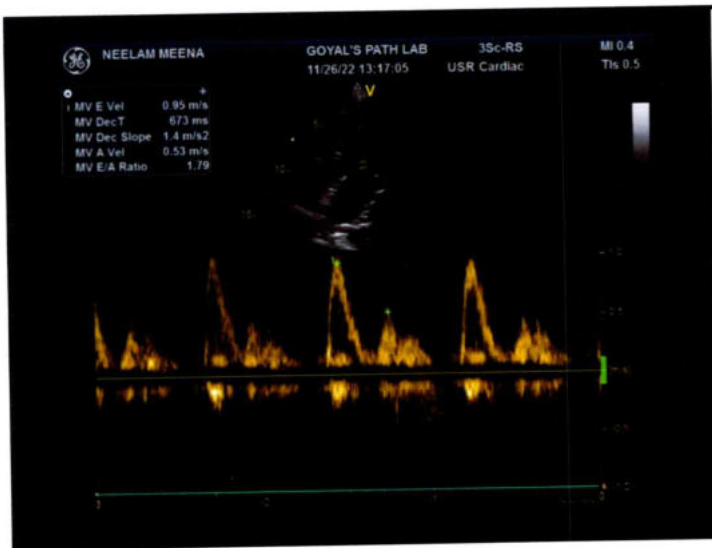 GE
NEELAM MEENA
GOYAL'S PATH LAB
3Sc-RS
MI 0.4
11/26/22 13:17:05
USR Cardiac
TIs 0.5
V
1 MV E Vel 0.95 m/s
MV DecT 673 ms
MV Dec Slope 1.4 m/s2
MV A Vel 0.53 m/s
MV E/A Ratio 1.79